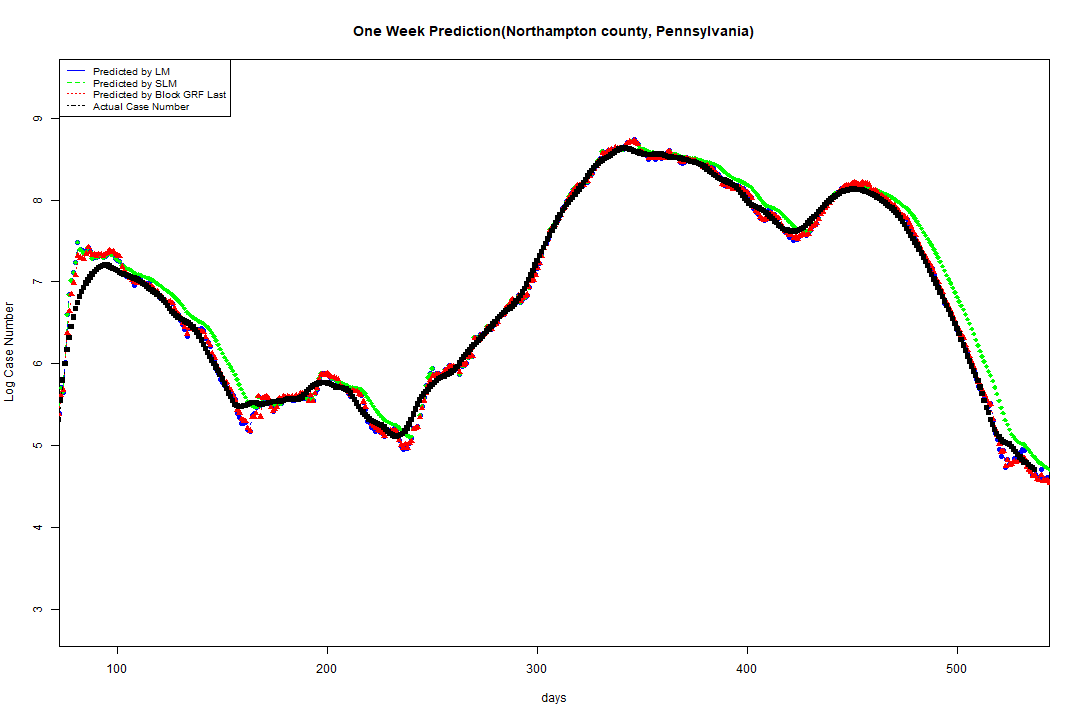 One Week Prediction(Northampton county, Pennsylvania)
Predicted by LM
Predicted by SLM
Predicted by Block GRF Last
Actual Case Number
9
8
7
6
5
4
3
Log Case Number
100 200 300 400 500
days